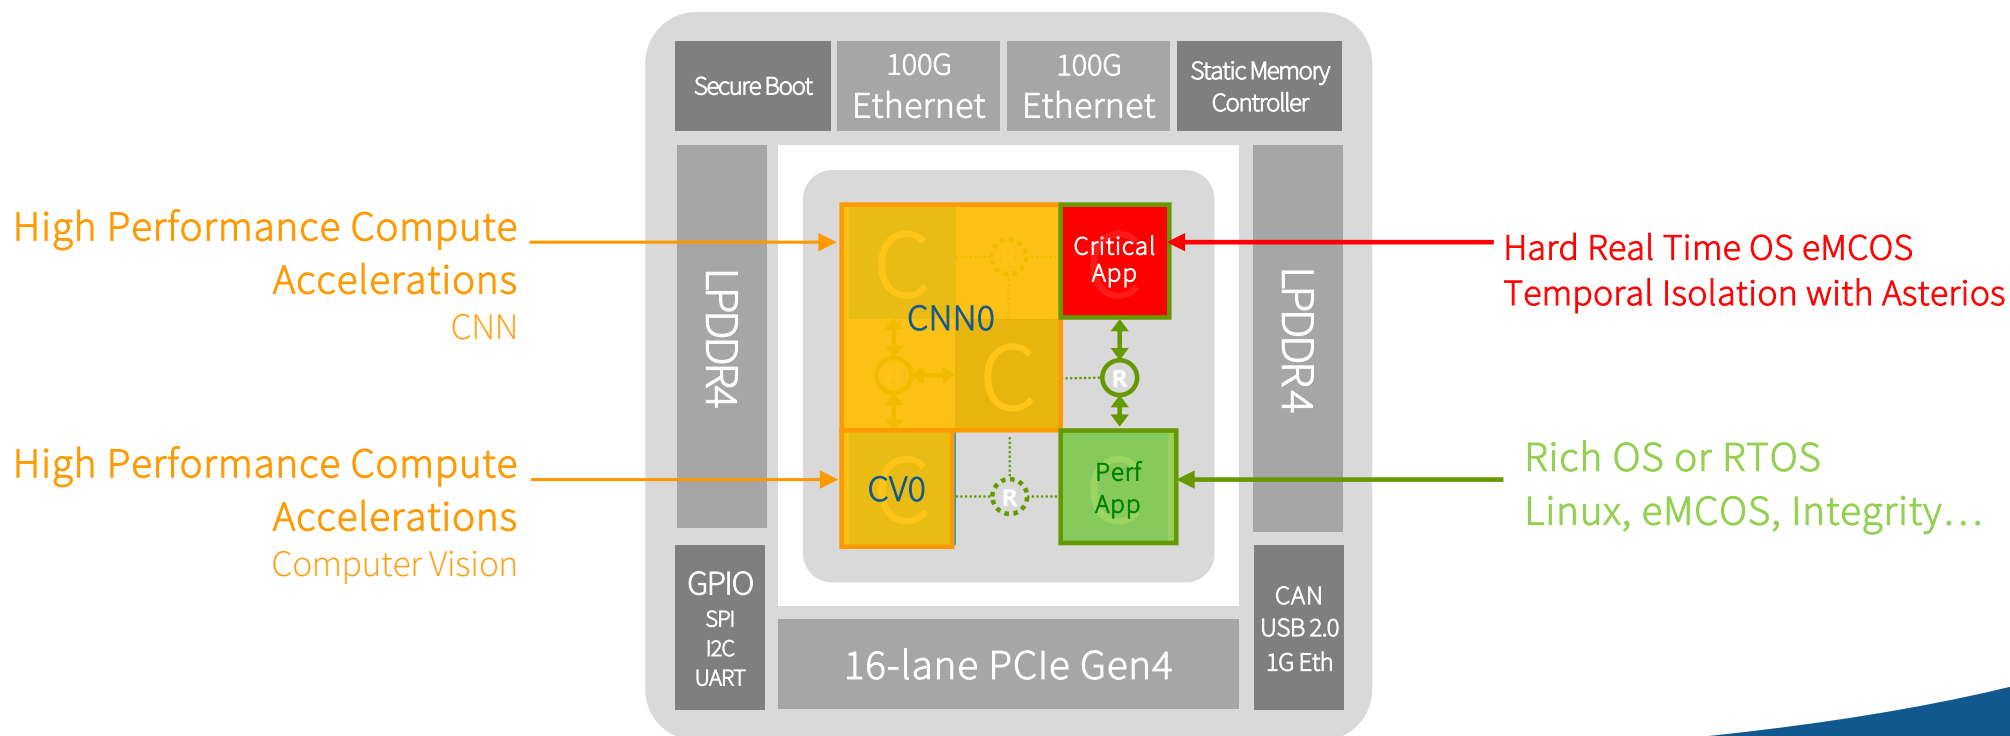 Secure Boot
100G
Ethernet
100G
Ethernet
Static Memory
Controller
High Performance Compute
Accelerations
CNN
High Performance Compute
Accelerations
Computer Vision
LPDDR4
C
R
CNN0
R
C
Critical
App
C
R
C
CV0
R
Perf
App
C
LPDDR4
Hard Real Time OS eMCOS
Temporal Isolation with Asterios
Rich OS or RTOS
Linux, eMCOS, Integrity…
GPIO
SPI
I2C
UART
16-lane PCIe Gen4
CAN
USB 2.0
1G Eth